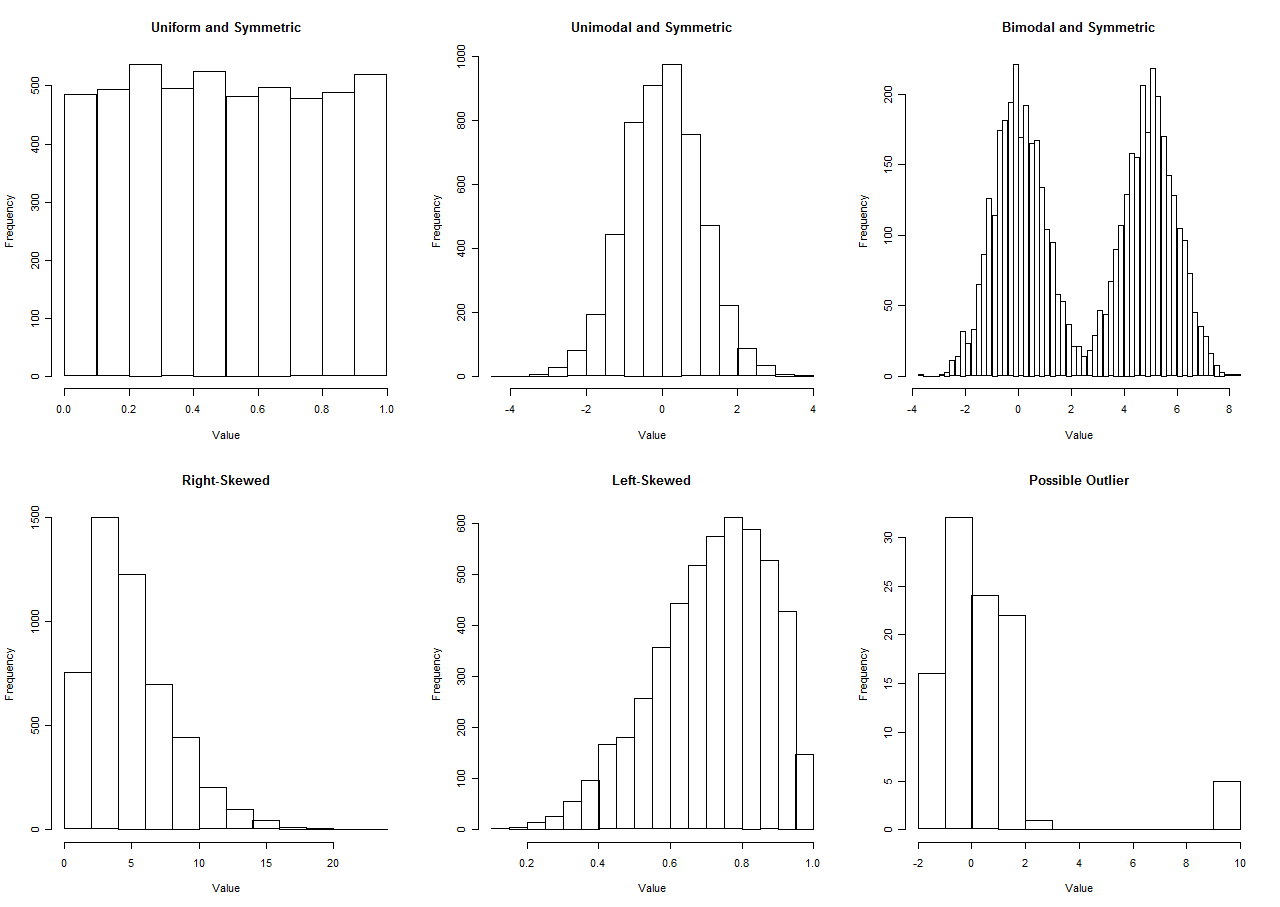 Uniform and Symmetric
Frequency
0 100 200 300 400 500
0.0 0.2 0.4 0.6 0.8 1.0
Value
Unimodal and Symmetric
Frequency
0 200 400 600 800 1000
-4 -2 0 2 4
Value
Bimodal and Symmetric
Frequency
0 50 100 150 200
-4 -2 0 2 4 6 8
Value
Right-Skewed
Frequency
0 500 1000 1500
0 5 10 15 20
Value
Left-Skewed
Frequency
0 100 200 300 400 500 600
0.2 0.4 0.6 0.8 1.0
Value
Possible Outlier
Frequency
0 5 10 15 20 25 30
-2 0 2 4 6 8 10
Value